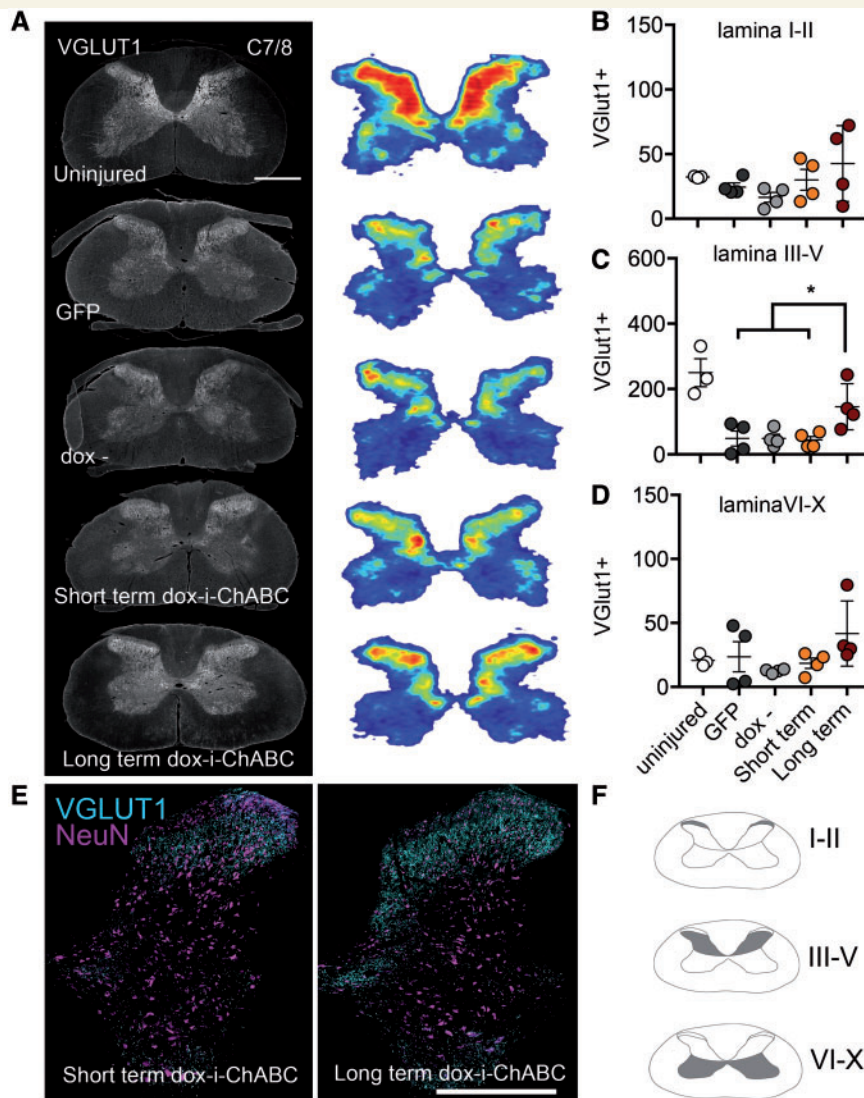 A
VGLUT1 C7/8
Uninjured
GFP
dox -
Short term dox-i-ChABC
Long term dox-i-ChABC
B
lamina I-II
VGlut1+
150
100
50
0
C
lamina III-V
VGlut1+
600
400
200
0
*
D
laminaVI-X
VGlut1+
150
100
50
0
uninjured
GFP
dox -
Short term
Long term
E
VGLUT1
NeuN
Short term dox-i-ChABC
Long term dox-i-ChABC
F
I-II
III-V
VI-X